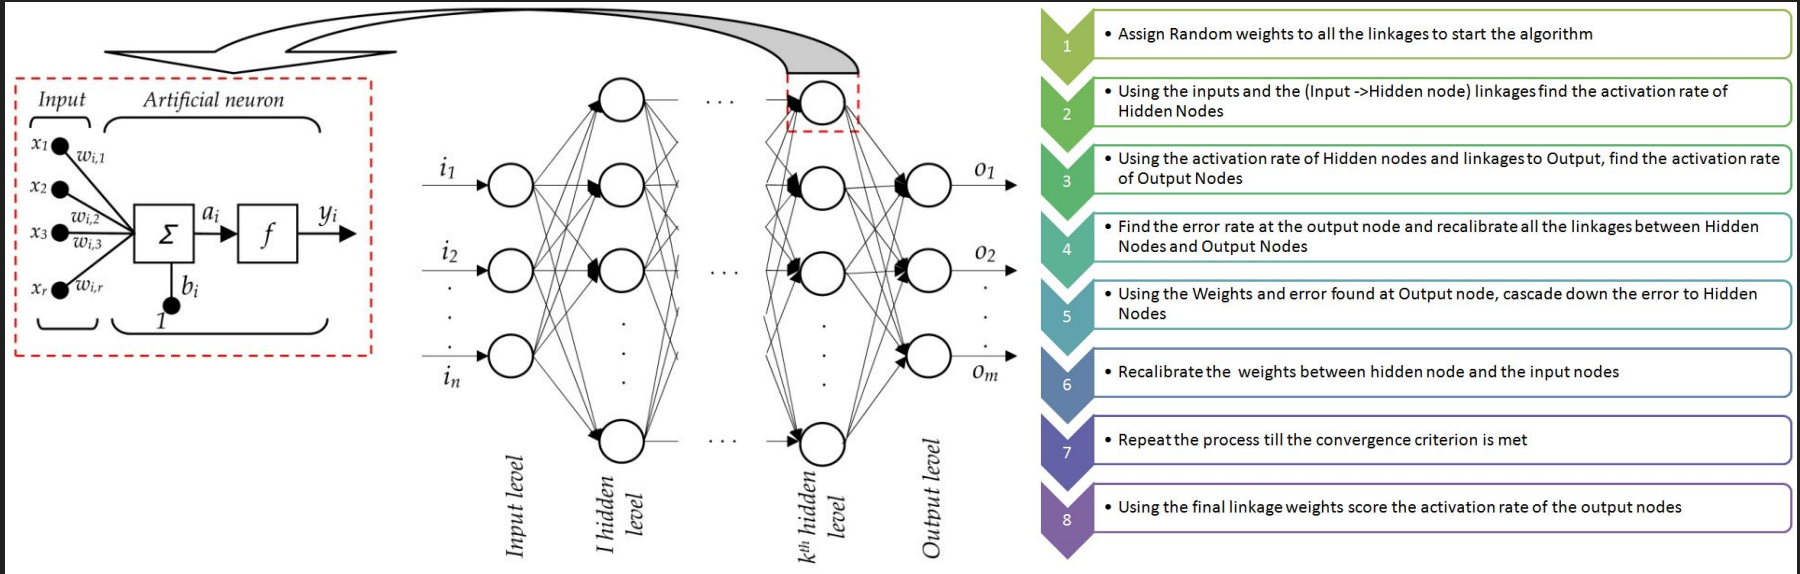 Input
Artificial neuron
x1
wi,1
x2
wi,2
x3
wi,3
xr
wi,r
Σ
ai
f
yi
bi
1
i1
i2
.
.
.
in
. . .
. . .
. . .
.
.
.
.
.
.
o1
o2
.
.
.
om
Input level
I hidden
level
kth hidden
level
Output level
1
• Assign Random weights to all the linkages to start the algorithm
2
• Using the inputs and the (Input ->Hidden node) linkages find the activation rate of
Hidden Nodes
3
• Using the activation rate of Hidden nodes and linkages to Output, find the activation rate
of Output Nodes
4
• Find the error rate at the output node and recalibrate all the linkages between Hidden
Nodes and Output Nodes
5
• Using the Weights and error found at Output node, cascade down the error to Hidden
Nodes
6
• Recalibrate the weights between hidden node and the input nodes
7
• Repeat the process till the convergence criterion is met
8
• Using the final linkage weights score the activation rate of the output nodes